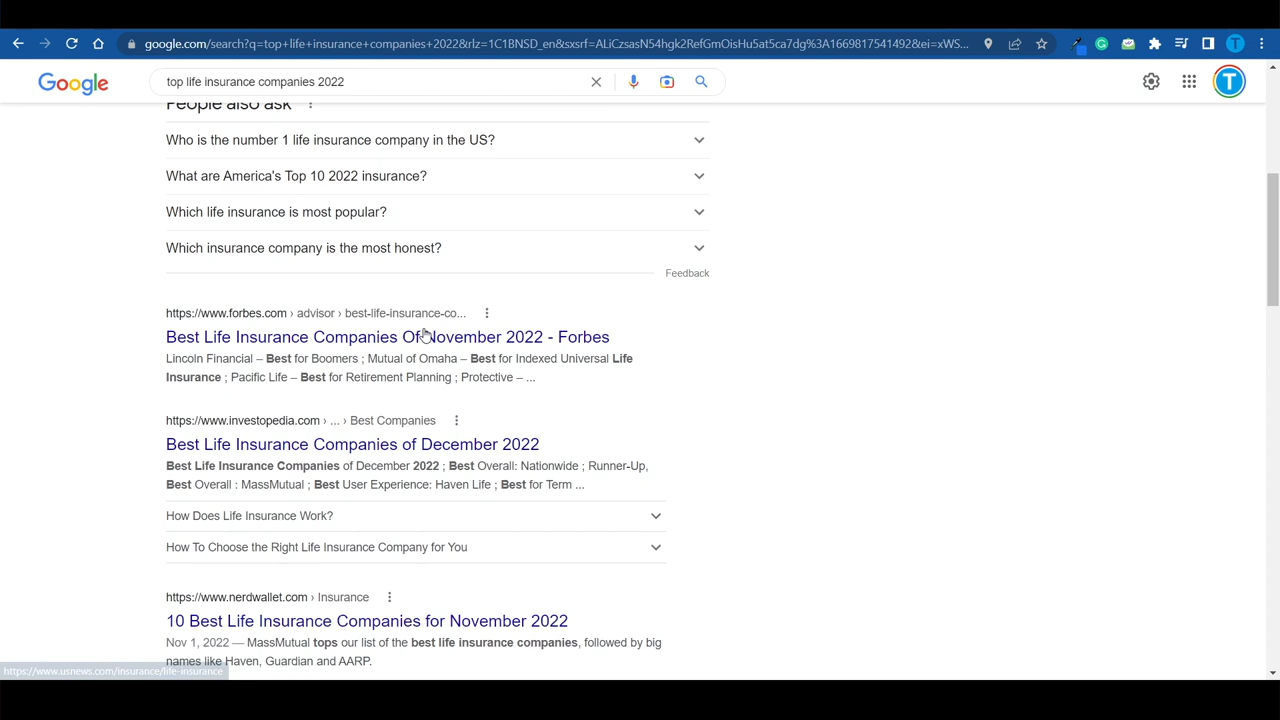 google.com/search?q=top+life+insurance+companies+2022&rlz=1C1BNSD_en&sxsrf=ALiCzsasN54hgk2RefGmOisHu5at5ca7dg%3A1669817541492&ei=xWS...
T
Google
top life insurance companies 2022
T
People also ask
Who is the number 1 life insurance company in the US?
What are America's Top 10 2022 insurance?
Which life insurance is most popular?
Which insurance company is the most honest?
Feedback
https://www.forbes.com › advisor › best-life-insurance-co...
Best Life Insurance Companies Of November 2022 - Forbes
Lincoln Financial – Best for Boomers ; Mutual of Omaha – Best for Indexed Universal Life
Insurance ; Pacific Life – Best for Retirement Planning ; Protective – ...
https://www.investopedia.com › ... › Best Companies
Best Life Insurance Companies of December 2022
Best Life Insurance Companies of December 2022 ; Best Overall: Nationwide ; Runner-Up,
Best Overall : MassMutual ; Best User Experience: Haven Life ; Best for Term ...
How Does Life Insurance Work?
How To Choose the Right Life Insurance Company for You
https://www.nerdwallet.com › Insurance
10 Best Life Insurance Companies for November 2022
Nov 1, 2022 — MassMutual tops our list of the best life insurance companies, followed by big
names like Haven, Guardian and AARP.
https://www.usnews.com/insurance/life-insurance